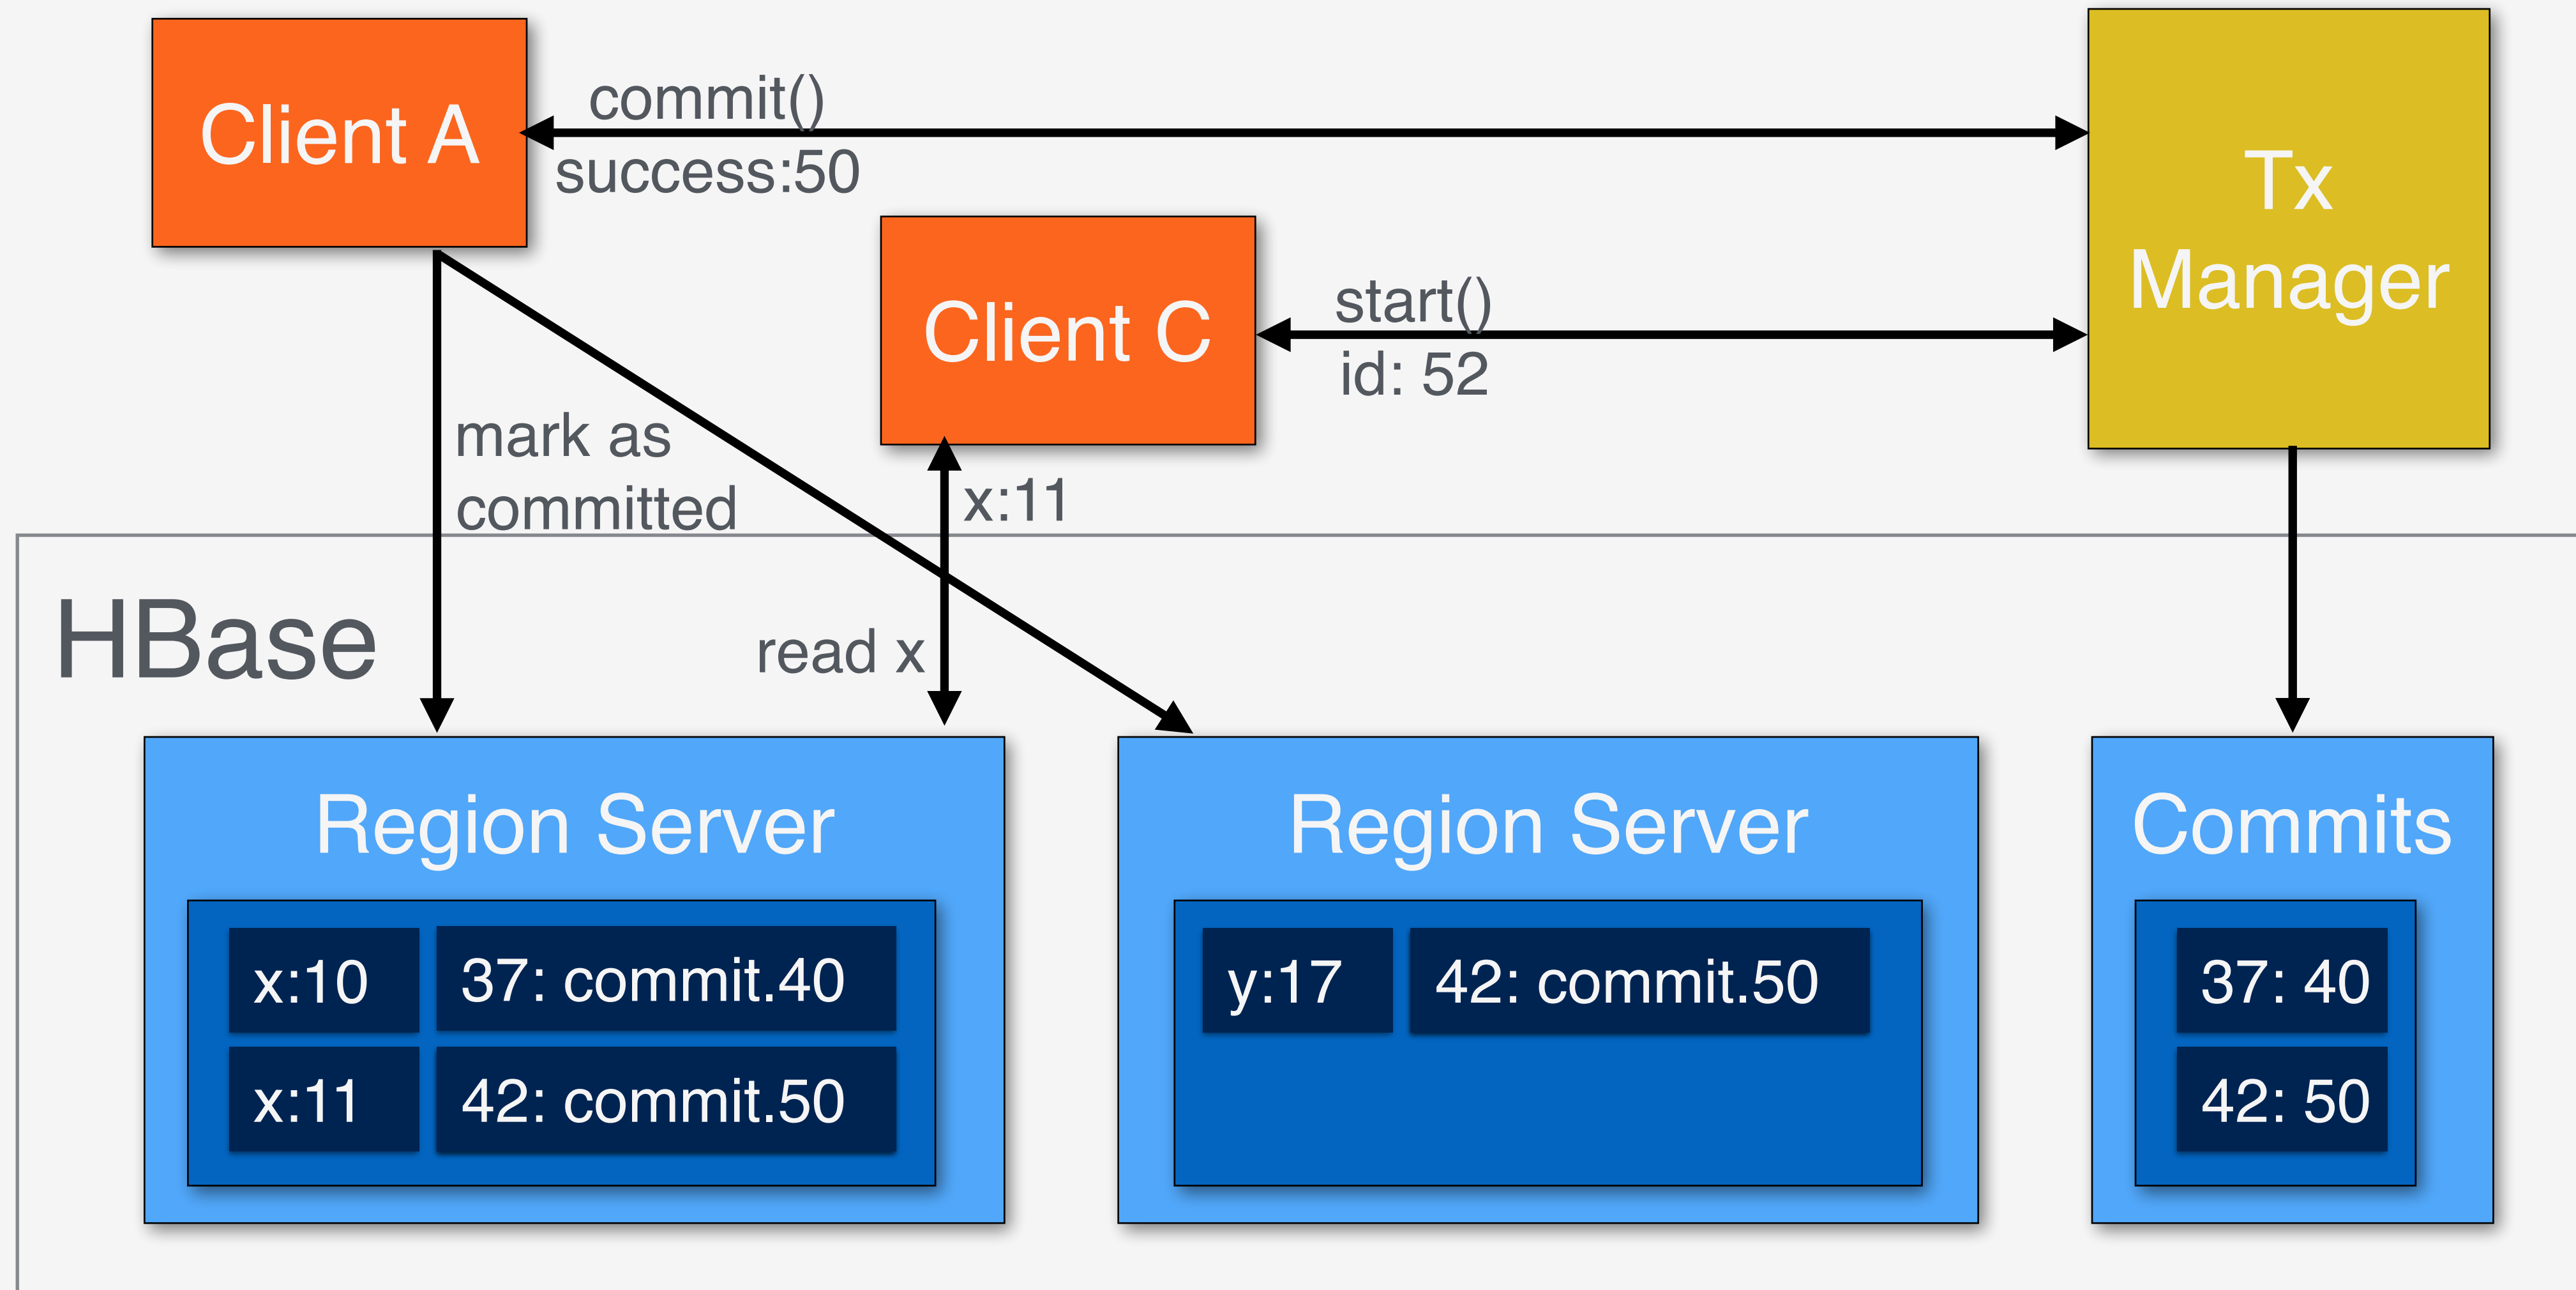 Client A
commit()
success:50
Tx
Manager
Client C
start()
id: 52
mark as
committed
x:11
HBase
read x
Region Server
x:10
37: commit.40
x:11
42: commit.50
Region Server
y:17
42: commit.50
Commits
37: 40
42: 50